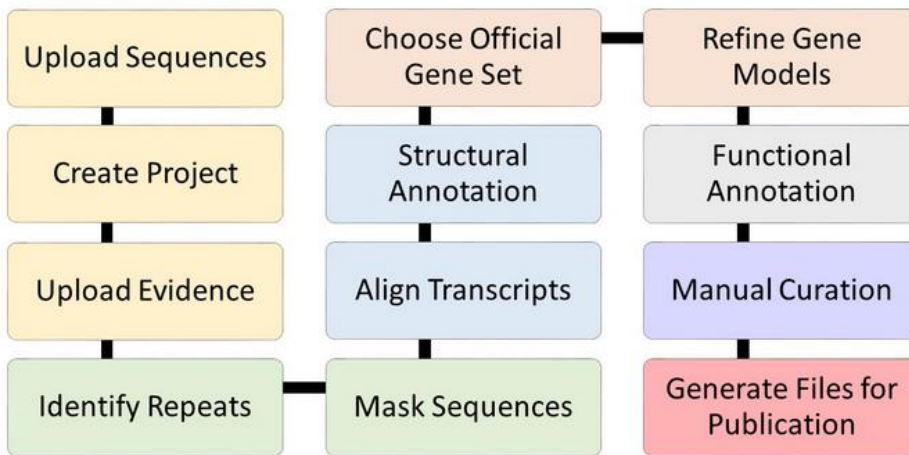 Upload Sequences
Create Project
Upload Evidence
Identify Repeats
Mask Sequences
Align Transcripts
Structural
Annotation
Choose Official
Gene Set
Refine Gene
Models
Functional
Annotation
Manual Curation
Generate Files for
Publication